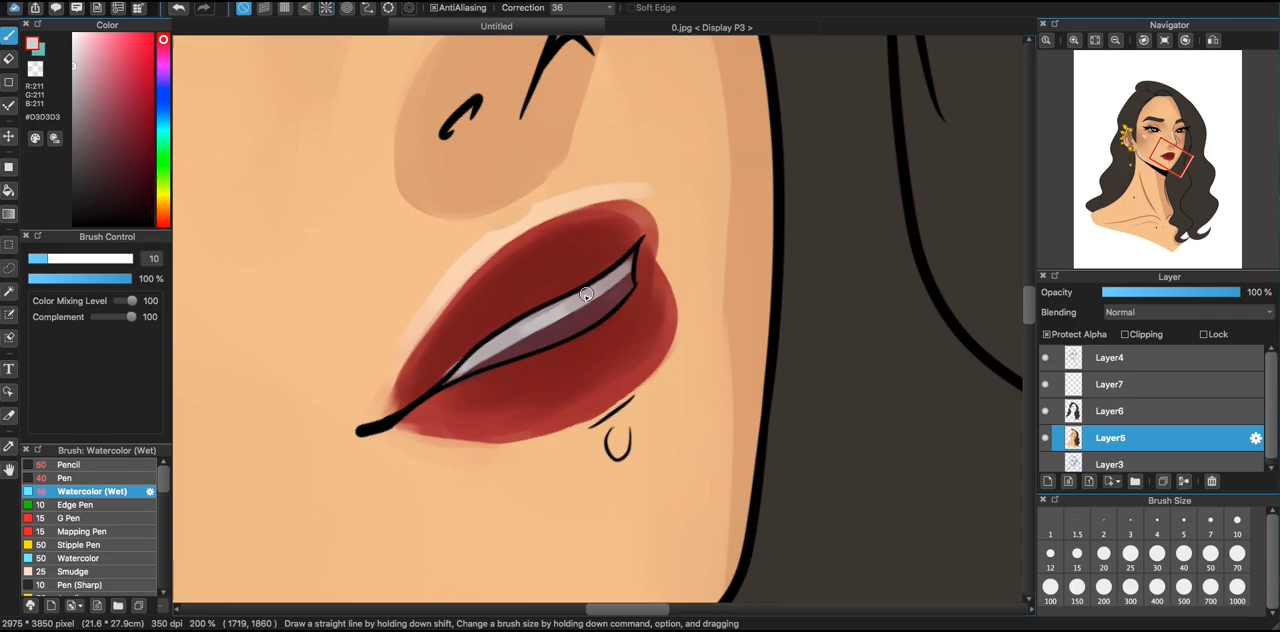 AntiAliasing Correction 36 Soft Edge
Color
Untitled
0.jpg < Display P3 >
Navigator
R:211
G:211
B:211
#D3D3D3
Brush Control
10
100 %
Color Mixing Level 100
Complement 100
Layer
Opacity 100 %
Blending Normal
Protect Alpha Clipping Lock
Layer4
Layer7
Layer6
Layer5
Layer3
Brush: Watercolor (Wet)
50 Pencil
40 Pen
10 Watercolor (Wet)
10 Edge Pen
15 G Pen
15 Mapping Pen
50 Stipple Pen
50 Watercolor
25 Smudge
10 Pen (Sharp)
Brush Size
1 1.5 2 3 4 5 7 10
12 15 20 25 30 40 50 70
100 150 200 300 400 500 700 1000
2975 * 3850 pixel (21.6 * 27.9cm) 350 dpi 200 % ( 1719, 1860 ) Draw a straight line by holding down shift, Change a brush size by holding down command, option, and dragging